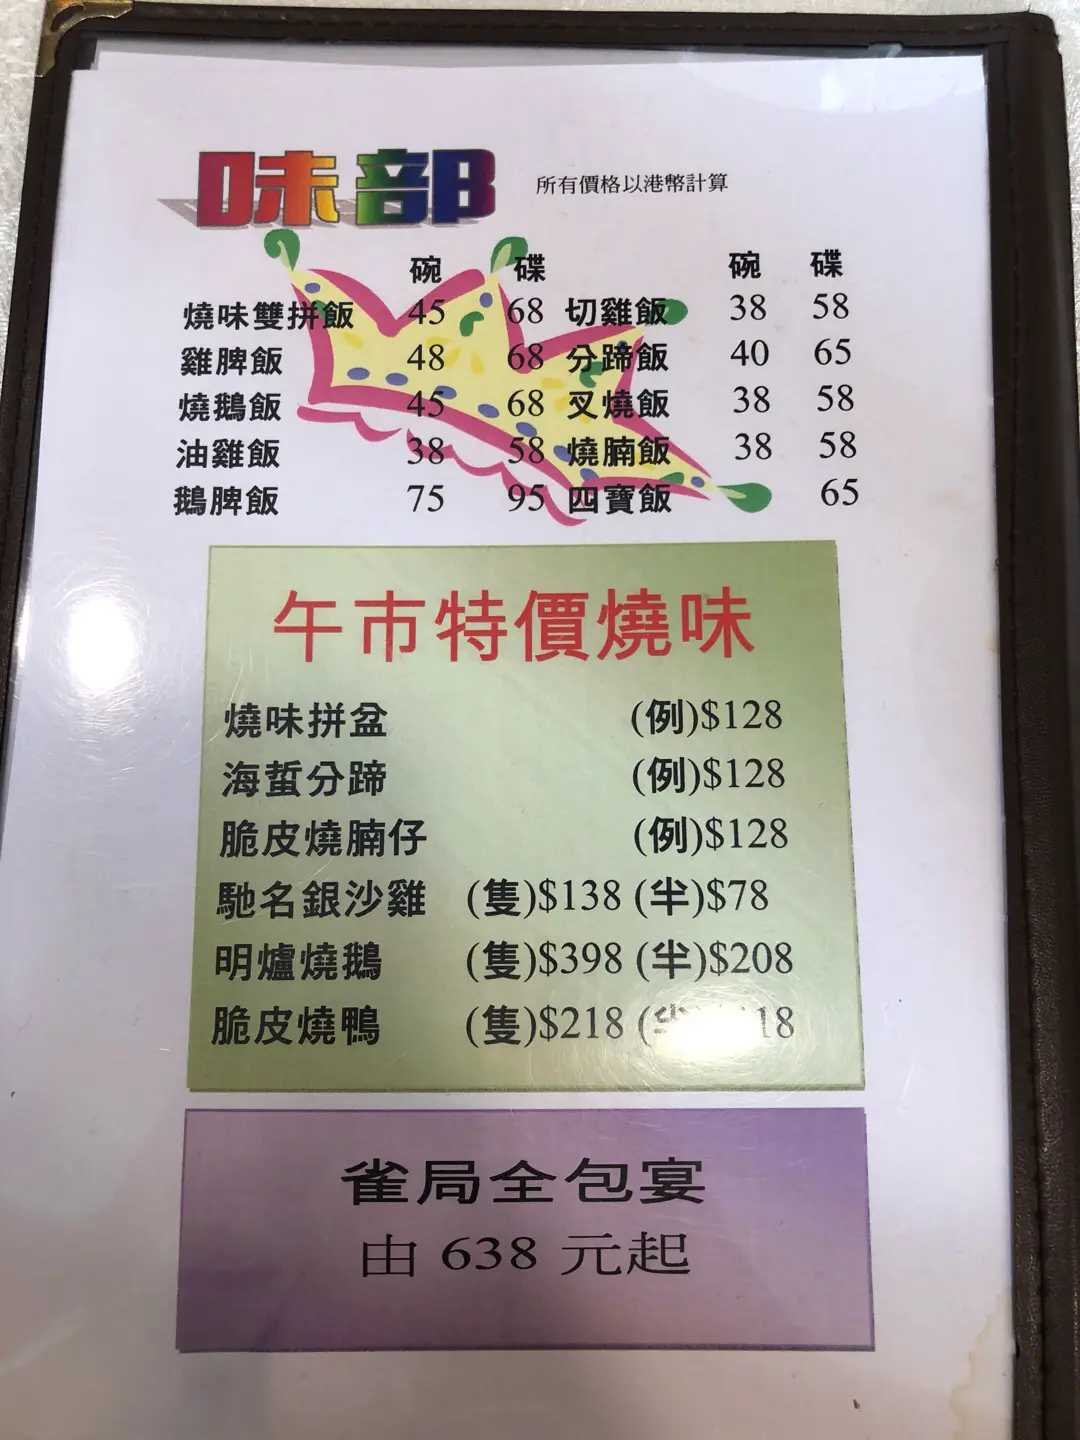 味部 所有價格以港幣計算
碗 碟 碗 碟
燒味雙拼飯 45 68 切雞飯 38 58
雞脾飯 48 68 分蹄飯 40 65
燒鵝飯 45 68 叉燒飯 38 58
油雞飯 38 58 燒腩飯 38 58
鵝脾飯 75 95 四寶飯 65
午市特價燒味
燒味拼盆 (例)$128
海蜇分蹄 (例)$128
脆皮燒腩仔 (例)$128
馳名銀沙雞 (隻)$138 (半)$78
明爐燒鵝 (隻)$398 (半)$208
脆皮燒鴨 (隻)$218
雀局全包宴
由 638 元起